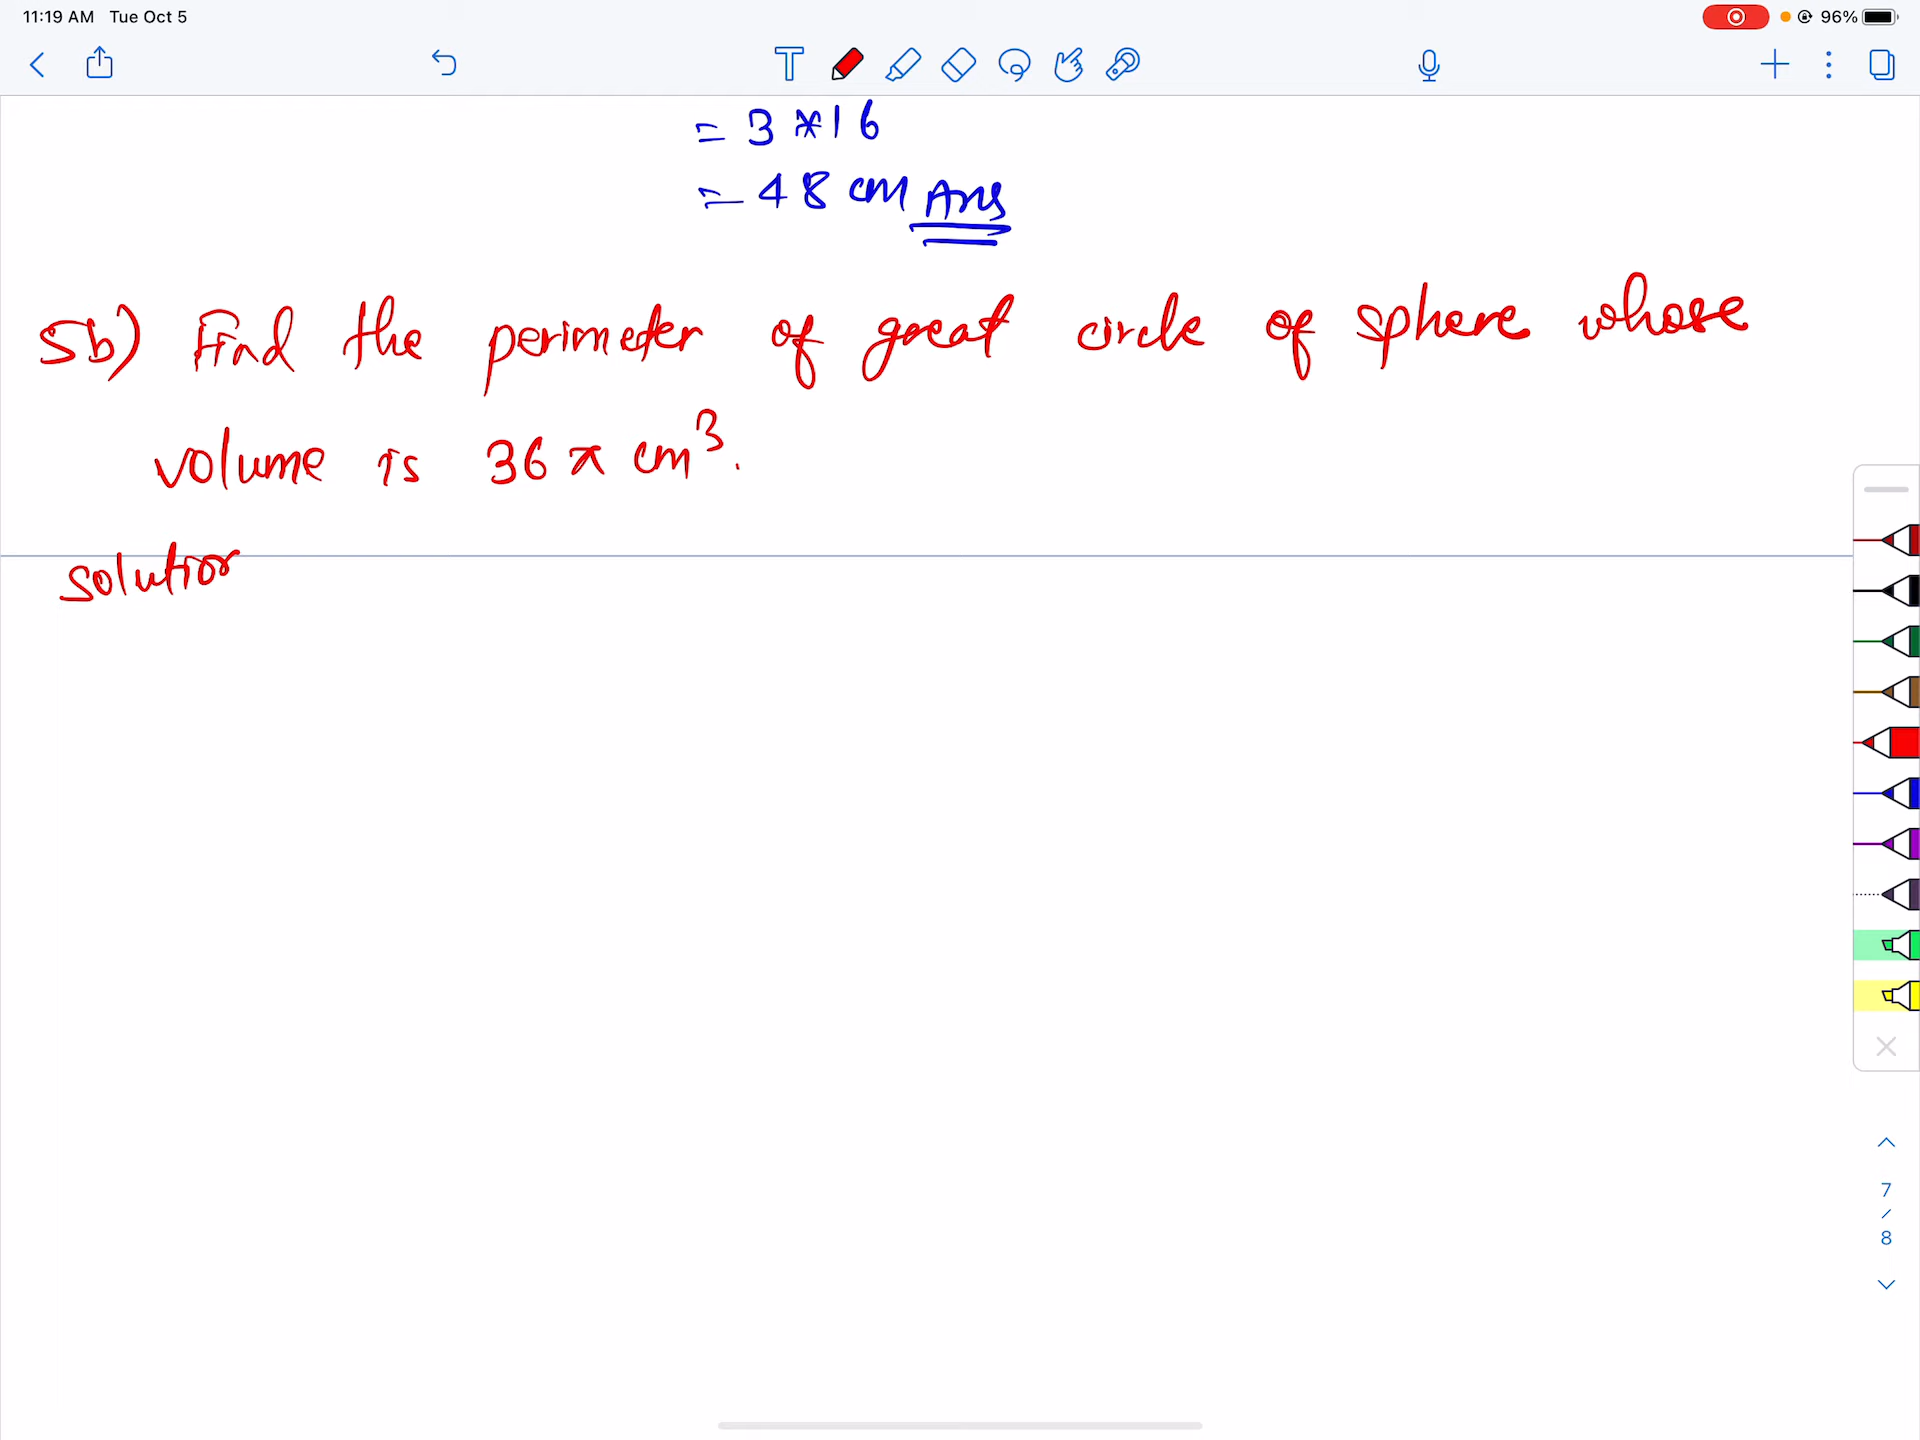 11:19 AM Tue Oct 5
96%
= 3 * 16
= 48 cm Ans
5b) Find the perimeter of great circle of sphere whose
volume is 36 π cm³.
solution
7
/
8